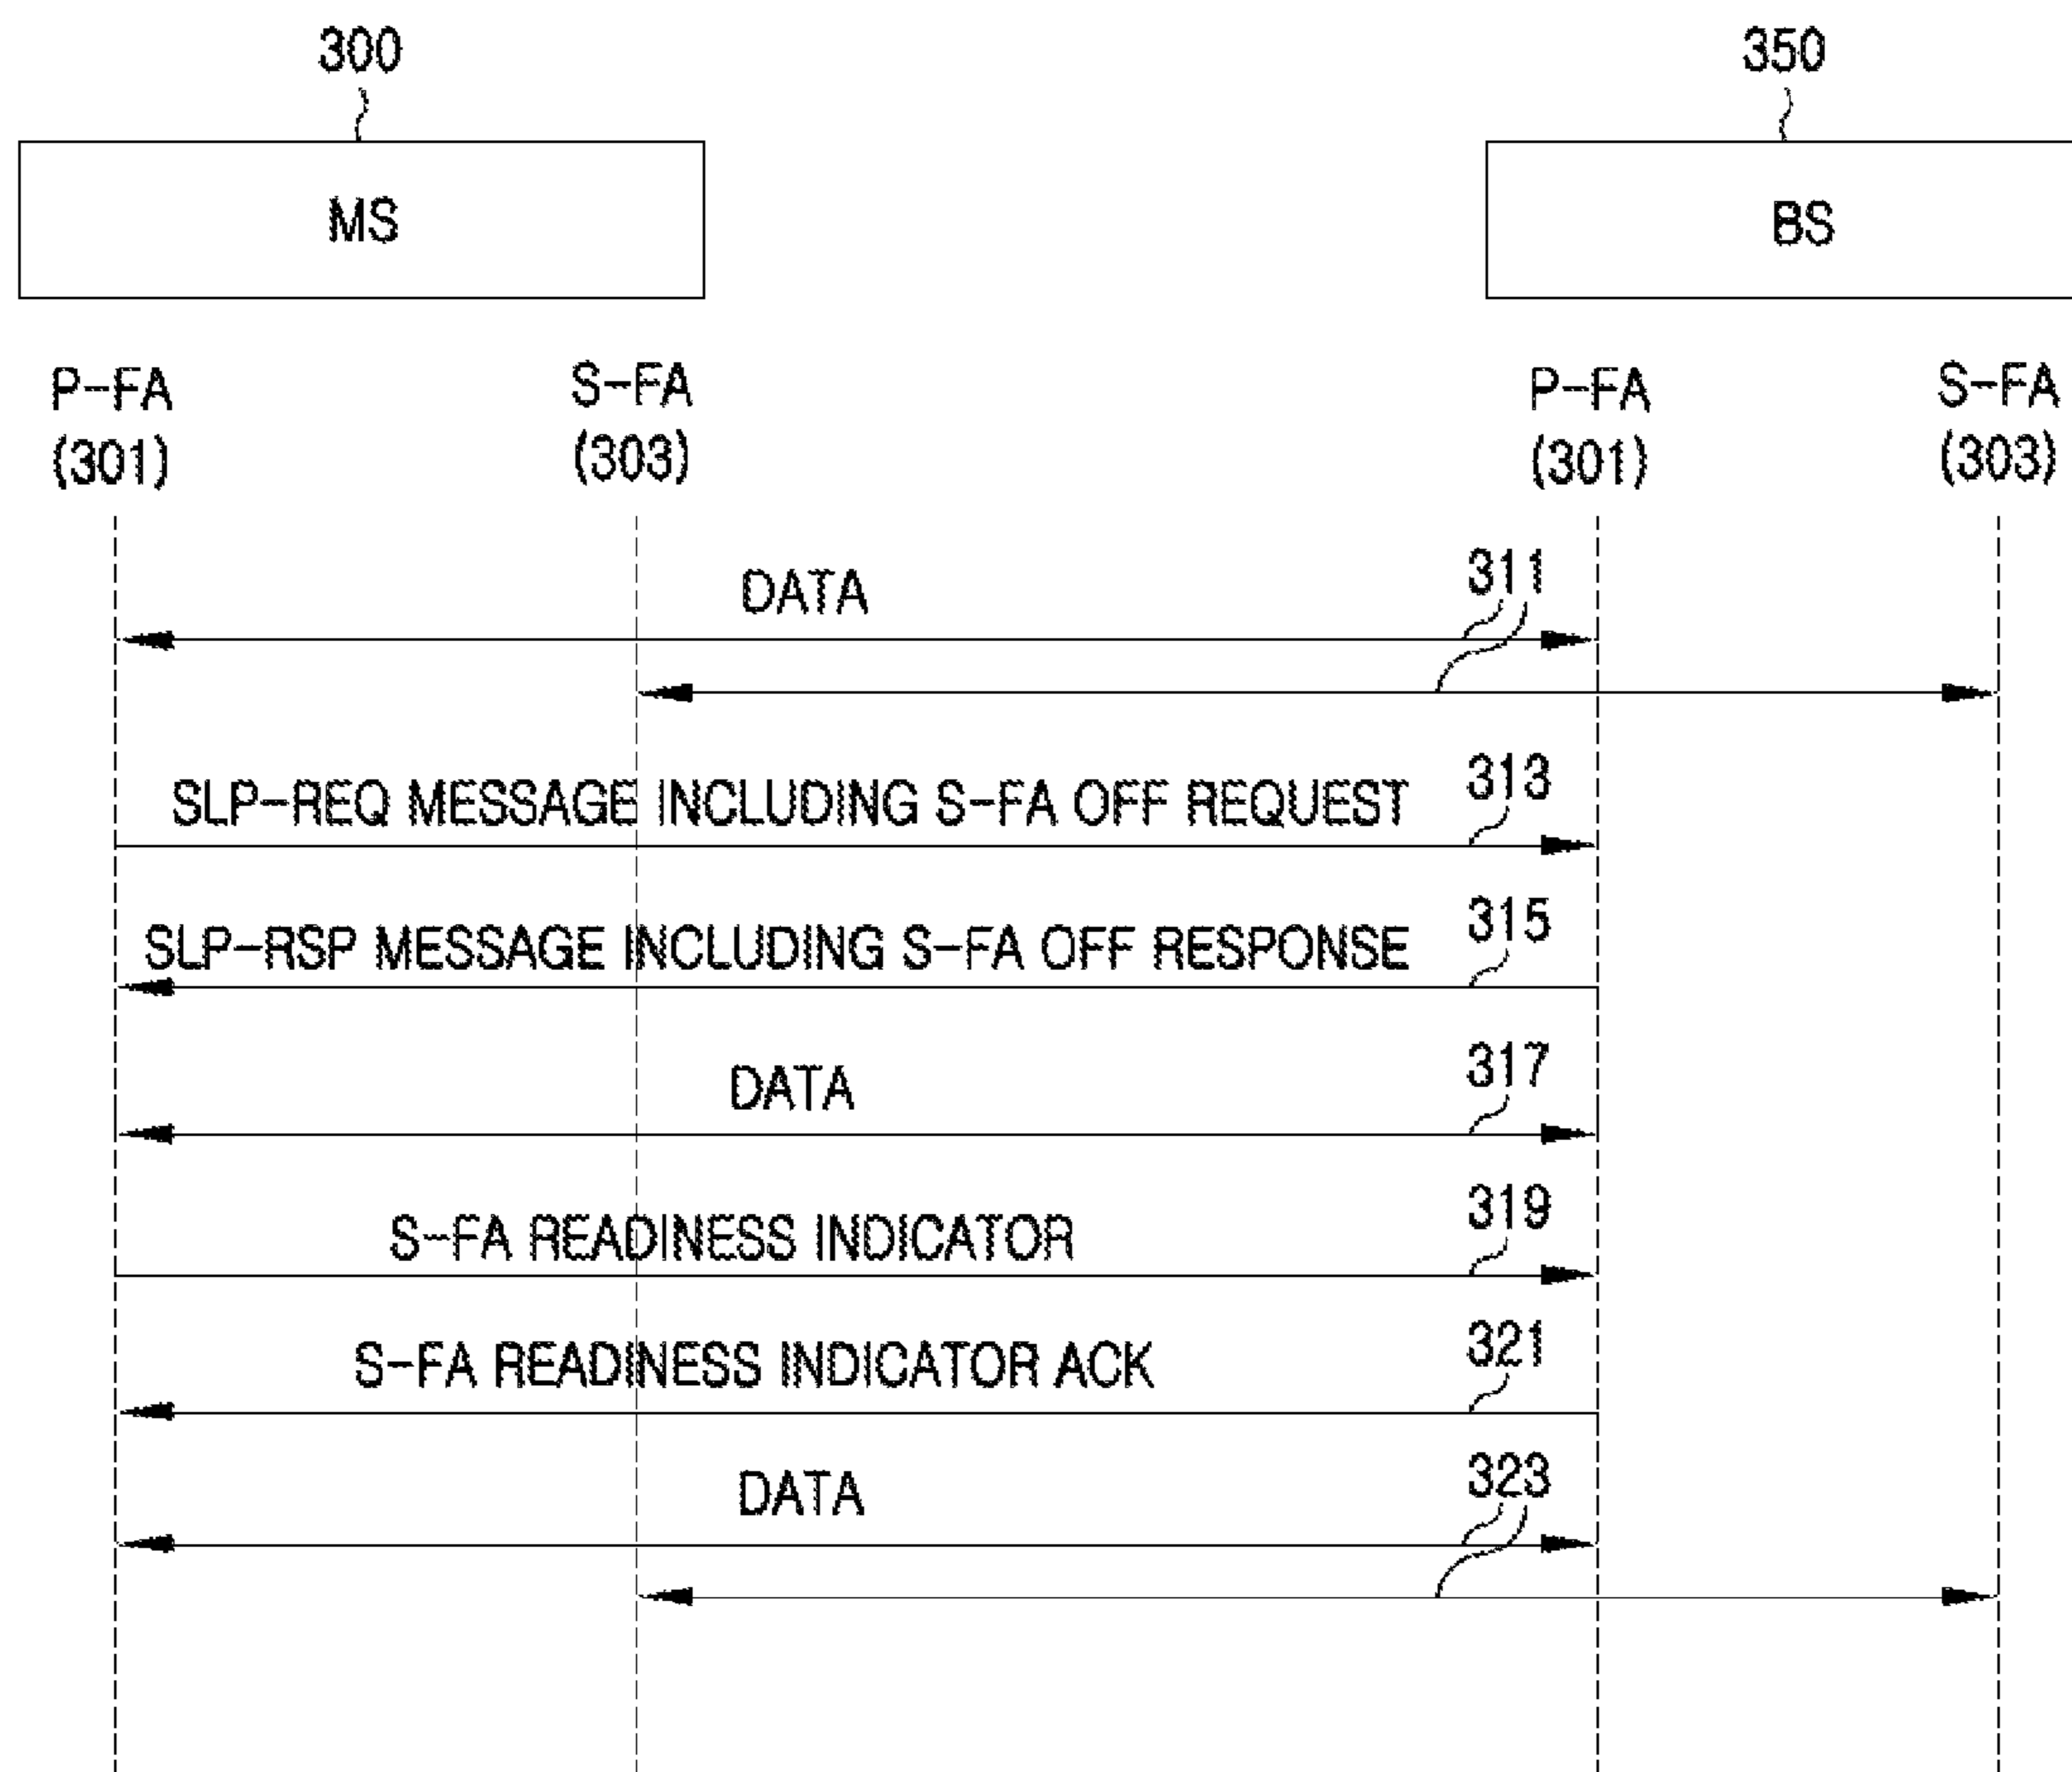 300
350
MS
BS
P-FA
(301)
S-FA
(303)
P-FA
(301)
S-FA
(303)
DATA
311
SLP-REQ MESSAGE INCLUDING S-FA OFF REQUEST
313
SLP-RSP MESSAGE INCLUDING S-FA OFF RESPONSE
315
DATA
317
S-FA READINESS INDICATOR
319
S-FA READINESS INDICATOR ACK
321
DATA
323